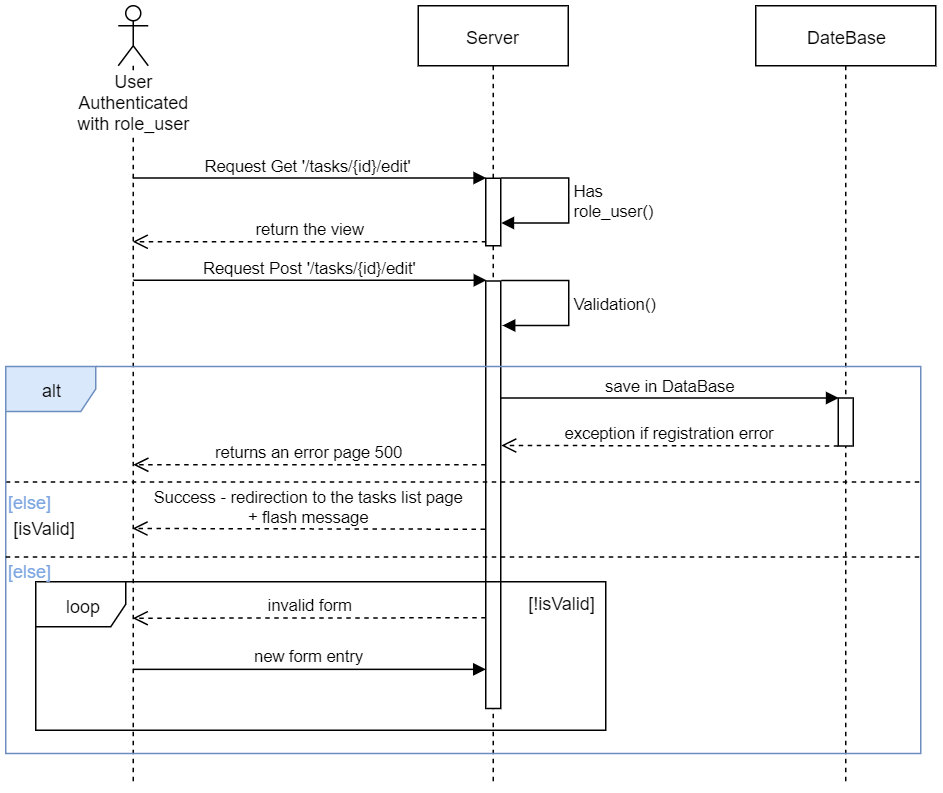 Server
DateBase
User
Authenticated
with role_user
Request Get '/tasks/{id}/edit'
Has
role_user()
return the view
Request Post '/tasks/{id}/edit'
Validation()
alt
save in DataBase
exception if registration error
returns an error page 500
[else]
Success - redirection to the tasks list page
+ flash message
[isValid]
[else]
loop
invalid form
[!isValid]
new form entry